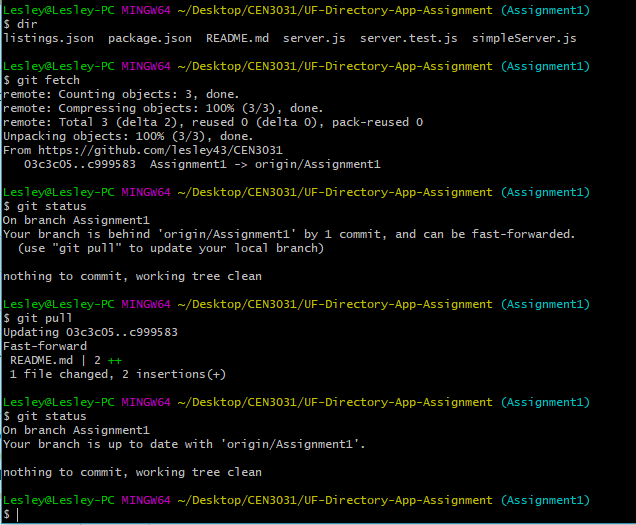 Lesley@Lesley-PC MINGW64 ~/Desktop/CEN3031/UF-Directory-App-Assignment (Assignment1)
$ dir
listings.json  package.json  README.md  server.js  server.test.js  simpleServer.js
Lesley@Lesley-PC MINGW64 ~/Desktop/CEN3031/UF-Directory-App-Assignment (Assignment1)
$ git fetch
remote: Counting objects: 3, done.
remote: Compressing objects: 100% (3/3), done.
remote: Total 3 (delta 2), reused 0 (delta 0), pack-reused 0
Unpacking objects: 100% (3/3), done.
From https://github.com/lesley43/CEN3031
   03c3c05..c999583  Assignment1 -> origin/Assignment1
Lesley@Lesley-PC MINGW64 ~/Desktop/CEN3031/UF-Directory-App-Assignment (Assignment1)
$ git status
On branch Assignment1
Your branch is behind 'origin/Assignment1' by 1 commit, and can be fast-forwarded.
  (use "git pull" to update your local branch)
nothing to commit, working tree clean
Lesley@Lesley-PC MINGW64 ~/Desktop/CEN3031/UF-Directory-App-Assignment (Assignment1)
$ git pull
Updating 03c3c05..c999583
Fast-forward
 README.md | 2 ++
 1 file changed, 2 insertions(+)
Lesley@Lesley-PC MINGW64 ~/Desktop/CEN3031/UF-Directory-App-Assignment (Assignment1)
$ git status
On branch Assignment1
Your branch is up to date with 'origin/Assignment1'.
nothing to commit, working tree clean
Lesley@Lesley-PC MINGW64 ~/Desktop/CEN3031/UF-Directory-App-Assignment (Assignment1)
$